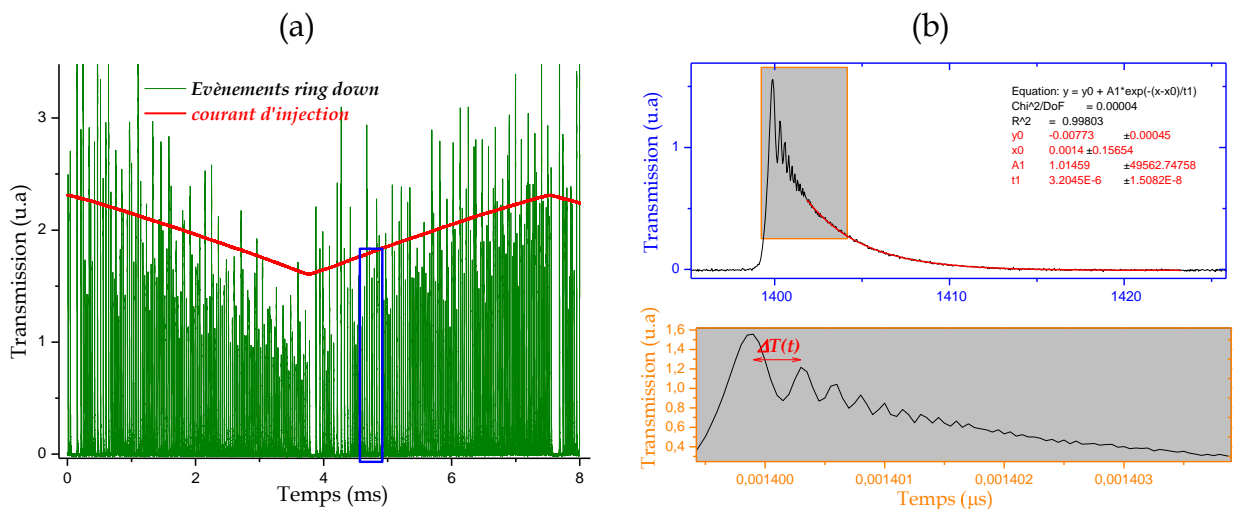 (a)
Evènements ring down
courant d'injection
Transmission (u.a)
3
2
1
0
0 2 4 6 8
Temps (ms)
(b)
Transmission (u.a)
1
0
Equation: y = y0 + A1*exp(-(x-x0)/t1)
Chi^2/DoF = 0.00004
R^2 = 0.99803
y0 -0.00773 ±0.00045
x0 0.0014 ±0.15654
A1 1.01459 ±49562.74758
t1 3.2045E-6 ±1.5082E-8
1400 1410 1420
Transmission (u.a)
1,6
1,4
1,2
1,0
0,8
0,6
0,4
ΔT(t)
0,001400 0,001401 0,001402 0,001403
Temps (µs)